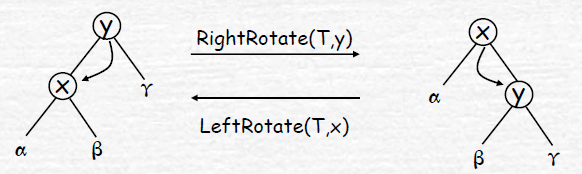 y
x
RightRotate(T,y)
x
γ
α
y
LeftRotate(T,x)
α
β
β
γ